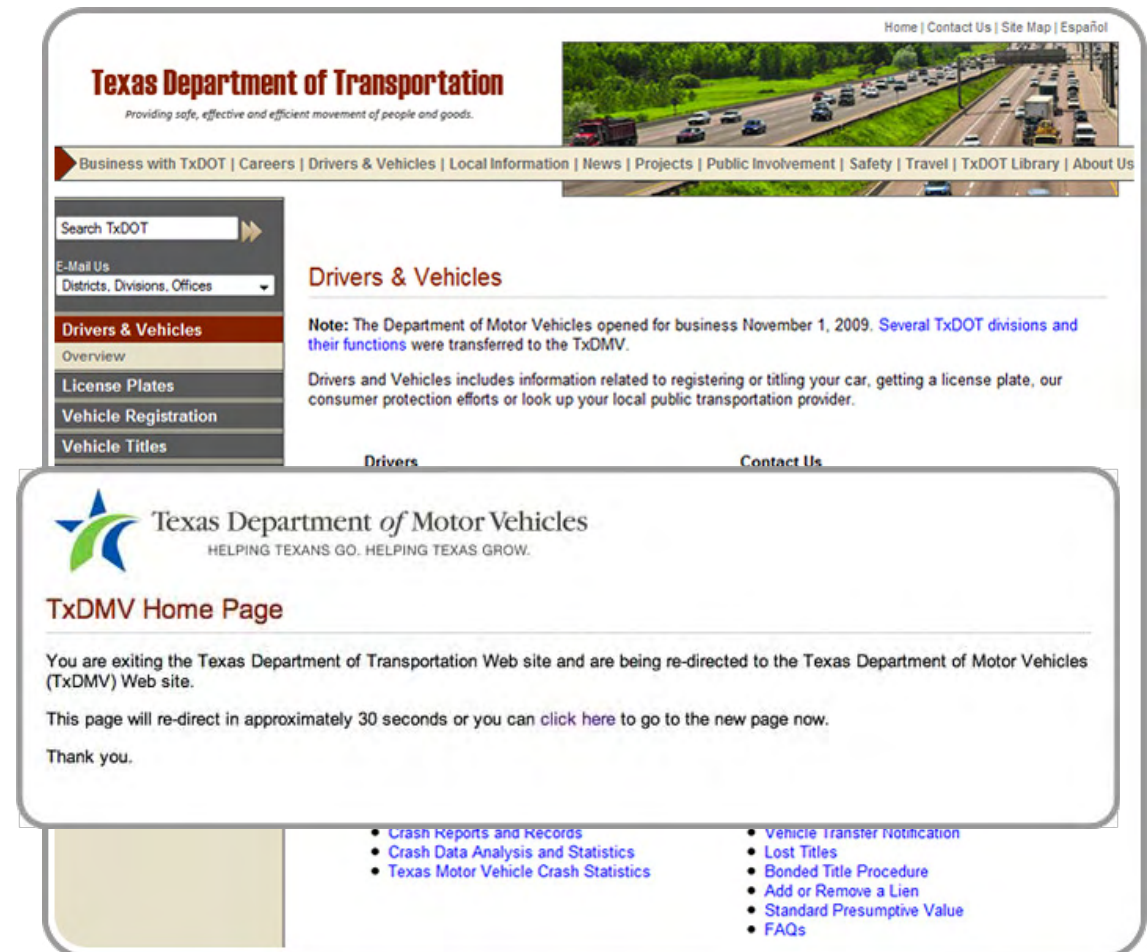 Home | Contact Us | Site Map | Español
Texas Department of Transportation
Providing safe, effective and efficient movement of people and goods.
Business with TxDOT | Careers | Drivers & Vehicles | Local Information | News | Projects | Public Involvement | Safety | Travel | TxDOT Library | About Us
Search TxDOT
E-Mail Us
Districts, Divisions, Offices
Drivers & Vehicles
Overview
License Plates
Vehicle Registration
Vehicle Titles
Drivers & Vehicles
Note: The Department of Motor Vehicles opened for business November 1, 2009. Several TxDOT divisions and
their functions were transferred to the TxDMV.
Drivers and Vehicles includes information related to registering or titling your car, getting a license plate, our
consumer protection efforts or look up your local public transportation provider.
Drivers
Contact Us
Texas Department of Motor Vehicles
HELPING TEXANS GO. HELPING TEXAS GROW.
TxDMV Home Page
You are exiting the Texas Department of Transportation Web site and are being re-directed to the Texas Department of Motor Vehicles
(TxDMV) Web site.
This page will re-direct in approximately 30 seconds or you can click here to go to the new page now.
Thank you.
• Crash Reports and Records
• Crash Data Analysis and Statistics
• Texas Motor Vehicle Crash Statistics
• Vehicle Transfer Notification
• Lost Titles
• Bonded Title Procedure
• Add or Remove a Lien
• Standard Presumptive Value
• FAQs